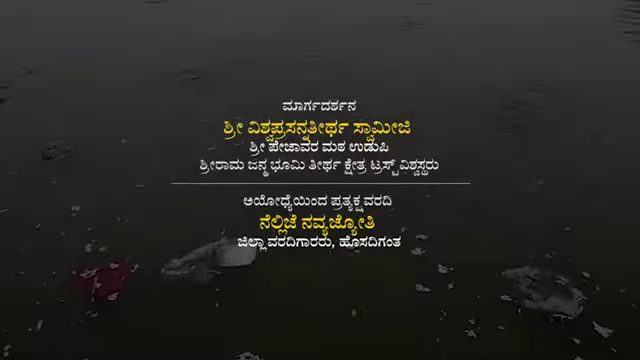 ಮಾರ್ಗದರ್ಶನ
ಶ್ರೀ ವಿಶ್ವಪ್ರಸನ್ನತೀರ್ಥ ಸ್ವಾಮೀಜಿ
ಶ್ರೀ ಪೇಜಾವರ ಮಠ ಉಡುಪಿ
ಶ್ರೀರಾಮ ಜನ್ಮ ಭೂಮಿ ತೀರ್ಥ ಕ್ಷೇತ್ರ ಟ್ರಸ್ಟ್ ವಿಶ್ವಸ್ಥರು
ಅಯೋಧ್ಯೆಯಿಂದ ಪ್ರತ್ಯಕ್ಷವರದಿ
ನೆಲ್ಲಿಜೆ ನವ್ಯಜ್ಯೋತಿ
ಜಿಲ್ಲಾ ವರದಿಗಾರರು, ಹೊಸದಿಗಂತ